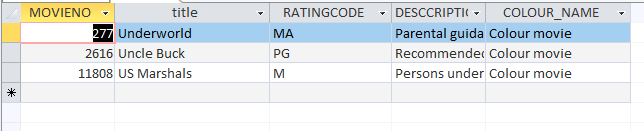 MOVIENO title RATINGCODE DESCCRIPTIC COLOUR_NAME
277 Underworld MA Parental guida Colour movie
2616 Uncle Buck PG Recommended Colour movie
11808 US Marshals M Persons under Colour movie